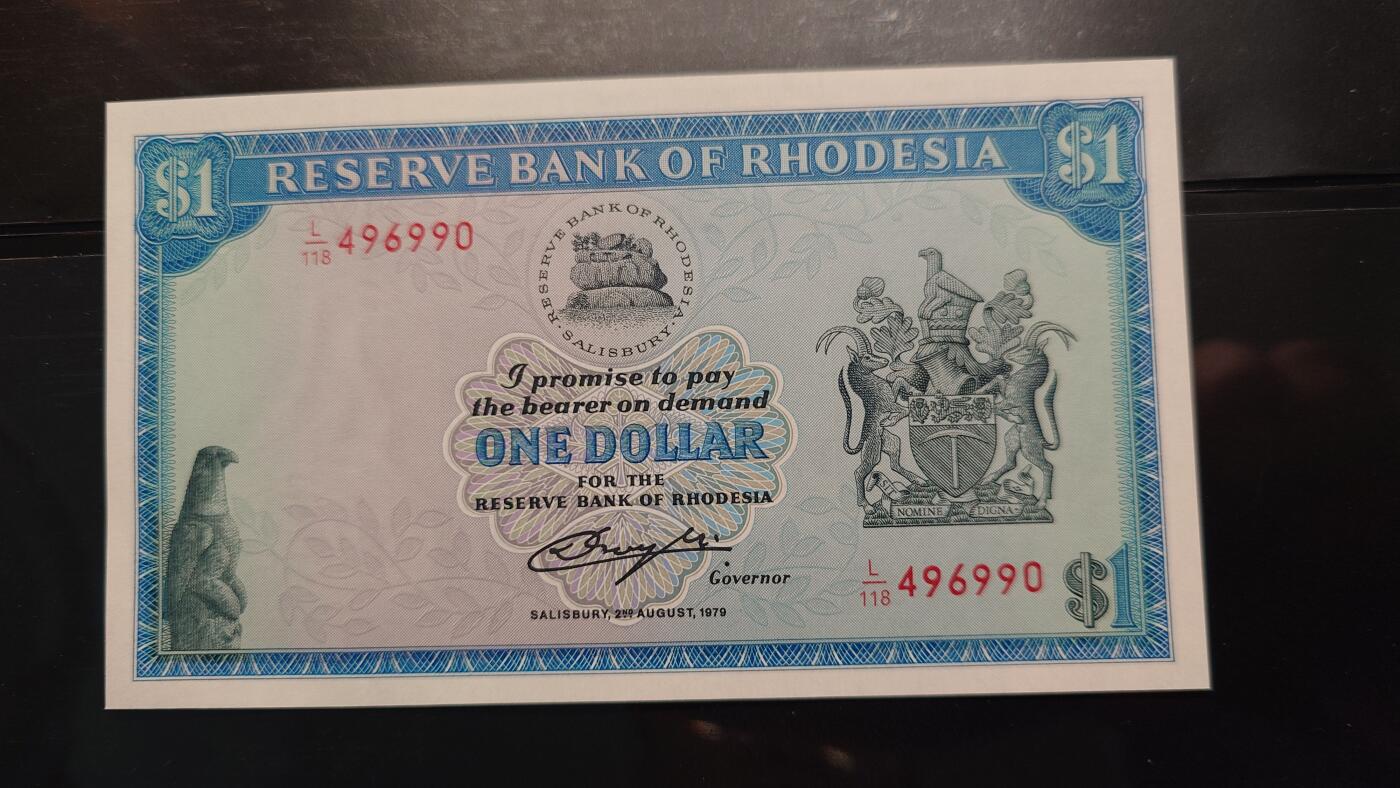 $1
RESERVE BANK OF RHODESIA
$1
L/118 496990
RESERVE BANK OF RHODESIA
· SALISBURY ·
I promise to pay
the bearer on demand
ONE DOLLAR
FOR THE
RESERVE BANK OF RHODESIA
Governor
SALISBURY, 2ND AUGUST, 1979
SIT NOMINE DIGNA
L/118 496990
$1